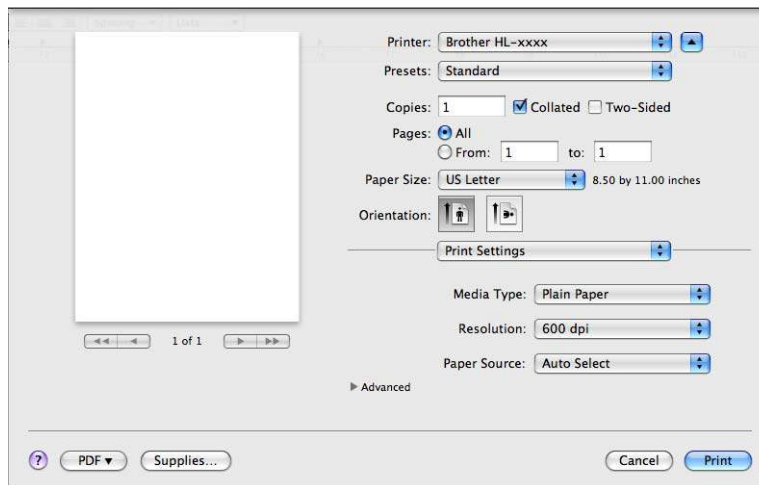 Printer: Brother HL-xxxx
Presets: Standard
Copies: 1 Collated Two-Sided
Pages: All
From: 1 to: 1
Paper Size: US Letter 8.50 by 11.00 inches
Orientation:
Print Settings
Media Type: Plain Paper
Resolution: 600 dpi
1 of 1
Paper Source: Auto Select
Advanced
? PDF Supplies... Cancel Print